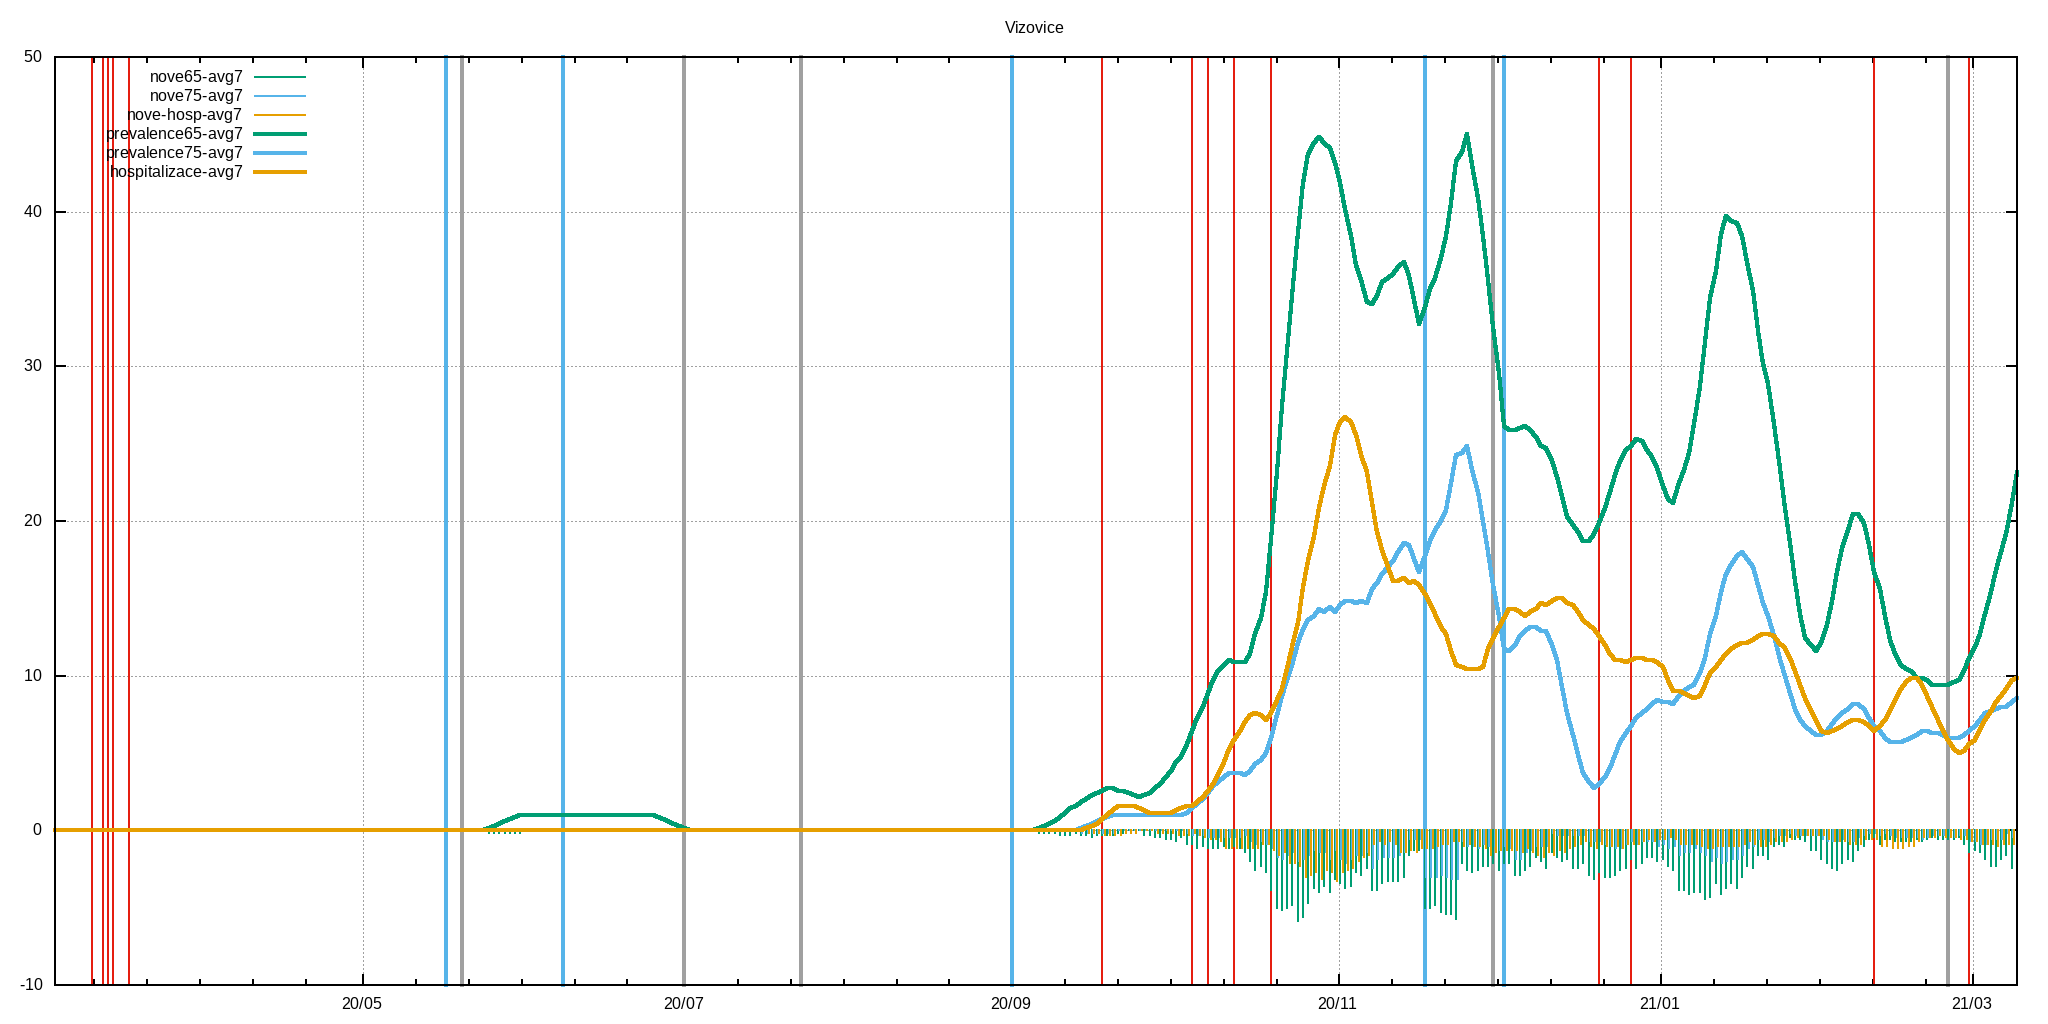 Vizovice
50
nove65-avg7
nove75-avg7
nove-hosp-avg7
prevalence65-avg7
prevalence75-avg7
hospitalizace-avg7
40
30
20
10
0
-10
20/05 20/07 20/09 20/11 21/01 21/03